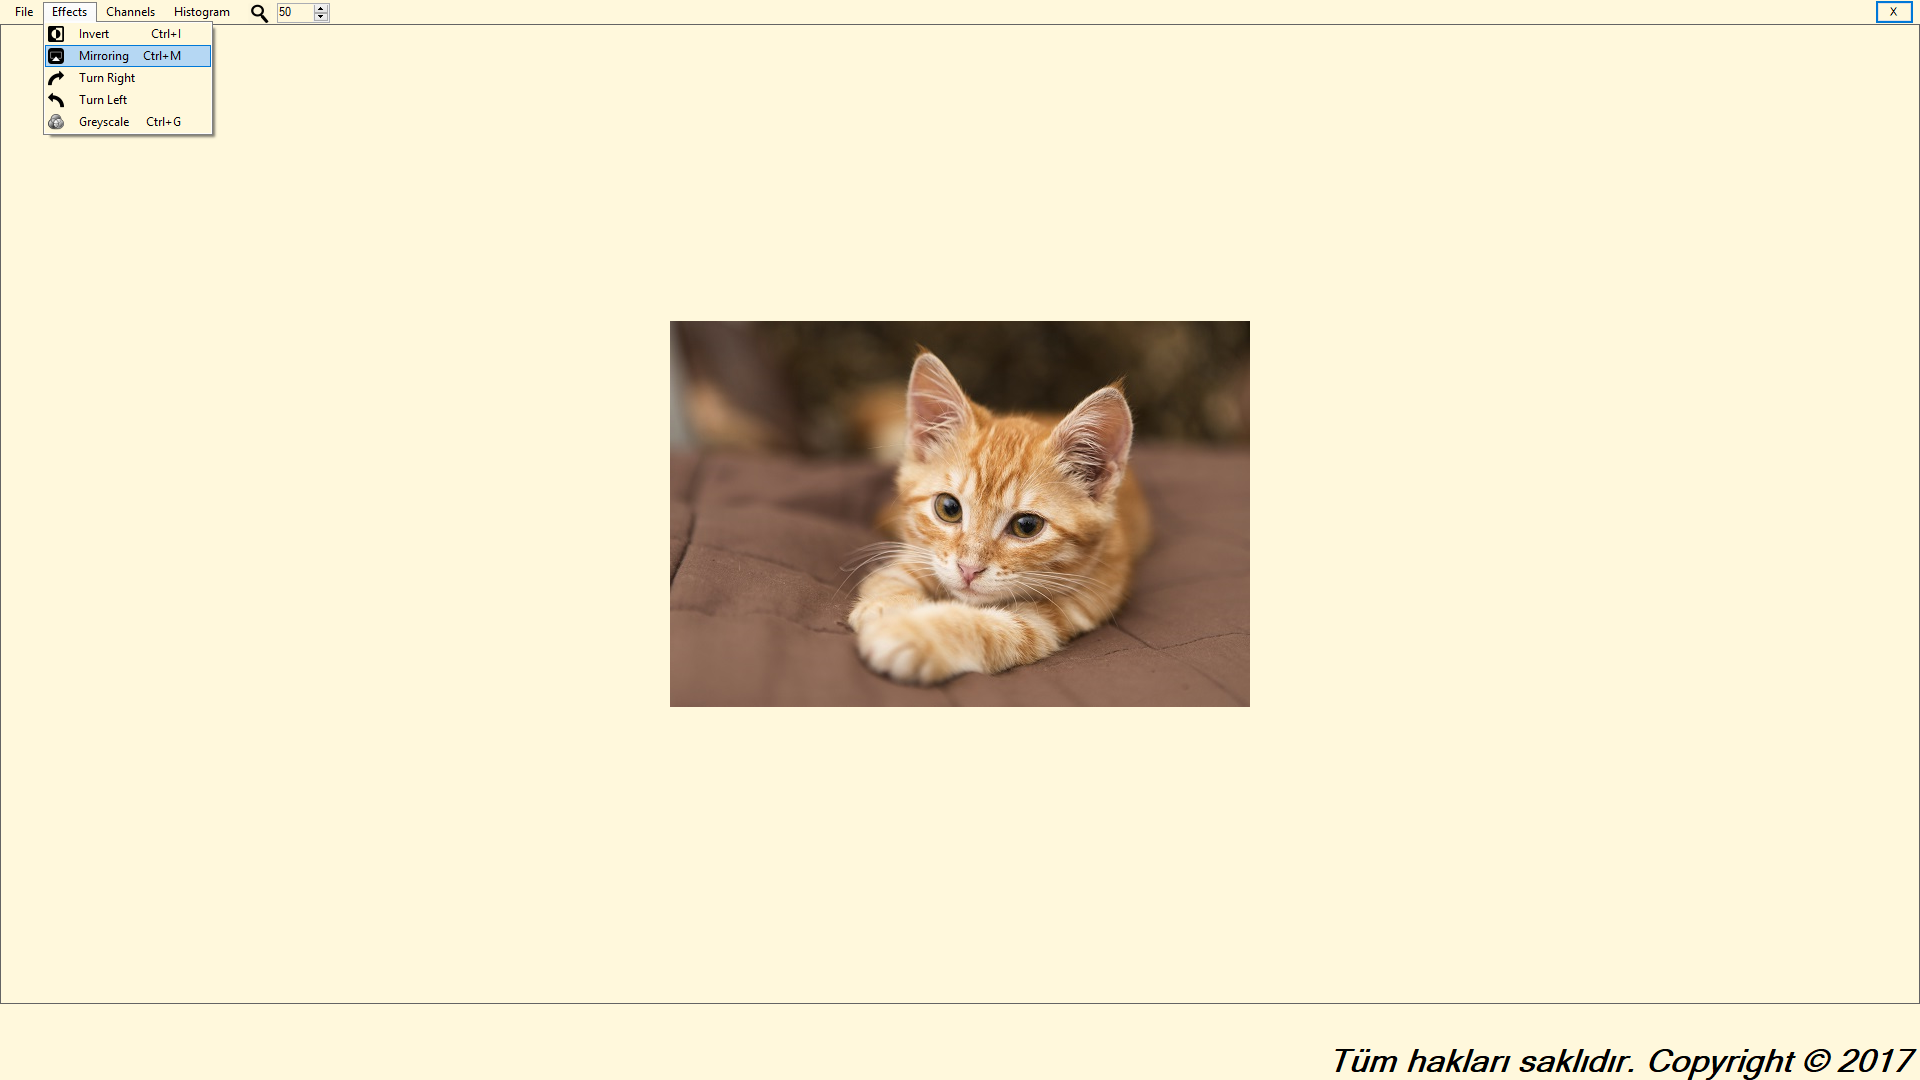 File Effects Channels Histogram 50 X
Invert Ctrl+I
Mirroring Ctrl+M
Turn Right
Turn Left
Greyscale Ctrl+G
Tüm hakları saklıdır. Copyright © 2017